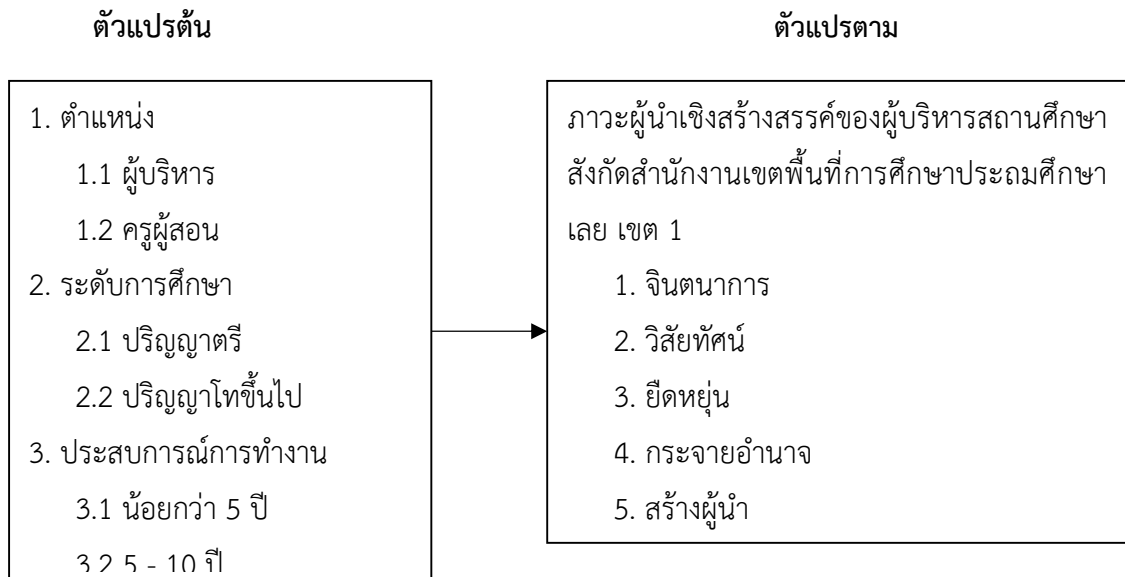 ตัวแปรต้น
ตัวแปรตาม
1. ตำแหน่ง
1.1 ผู้บริหาร
1.2 ครูผู้สอน
2. ระดับการศึกษา
2.1 ปริญญาตรี
2.2 ปริญญาโทขึ้นไป
3. ประสบการณ์การทำงาน
3.1 น้อยกว่า 5 ปี
3.2 5 - 10 ปี
ภาวะผู้นำเชิงสร้างสรรค์ของผู้บริหารสถานศึกษา
สังกัดสำนักงานเขตพื้นที่การศึกษาประถมศึกษา
เลย เขต 1
1. จินตนาการ
2. วิสัยทัศน์
3. ยืดหยุ่น
4. กระจายอำนาจ
5. สร้างผู้นำ